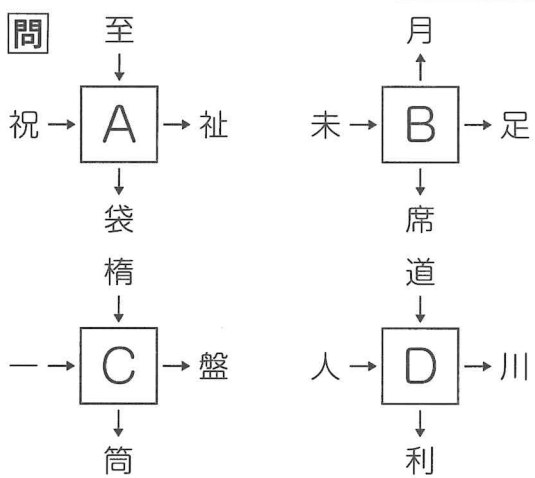 問
至
祝→A→祉
袋
月
未→B→足
席
楕
一→C→盤
筒
道
人→D→川
利